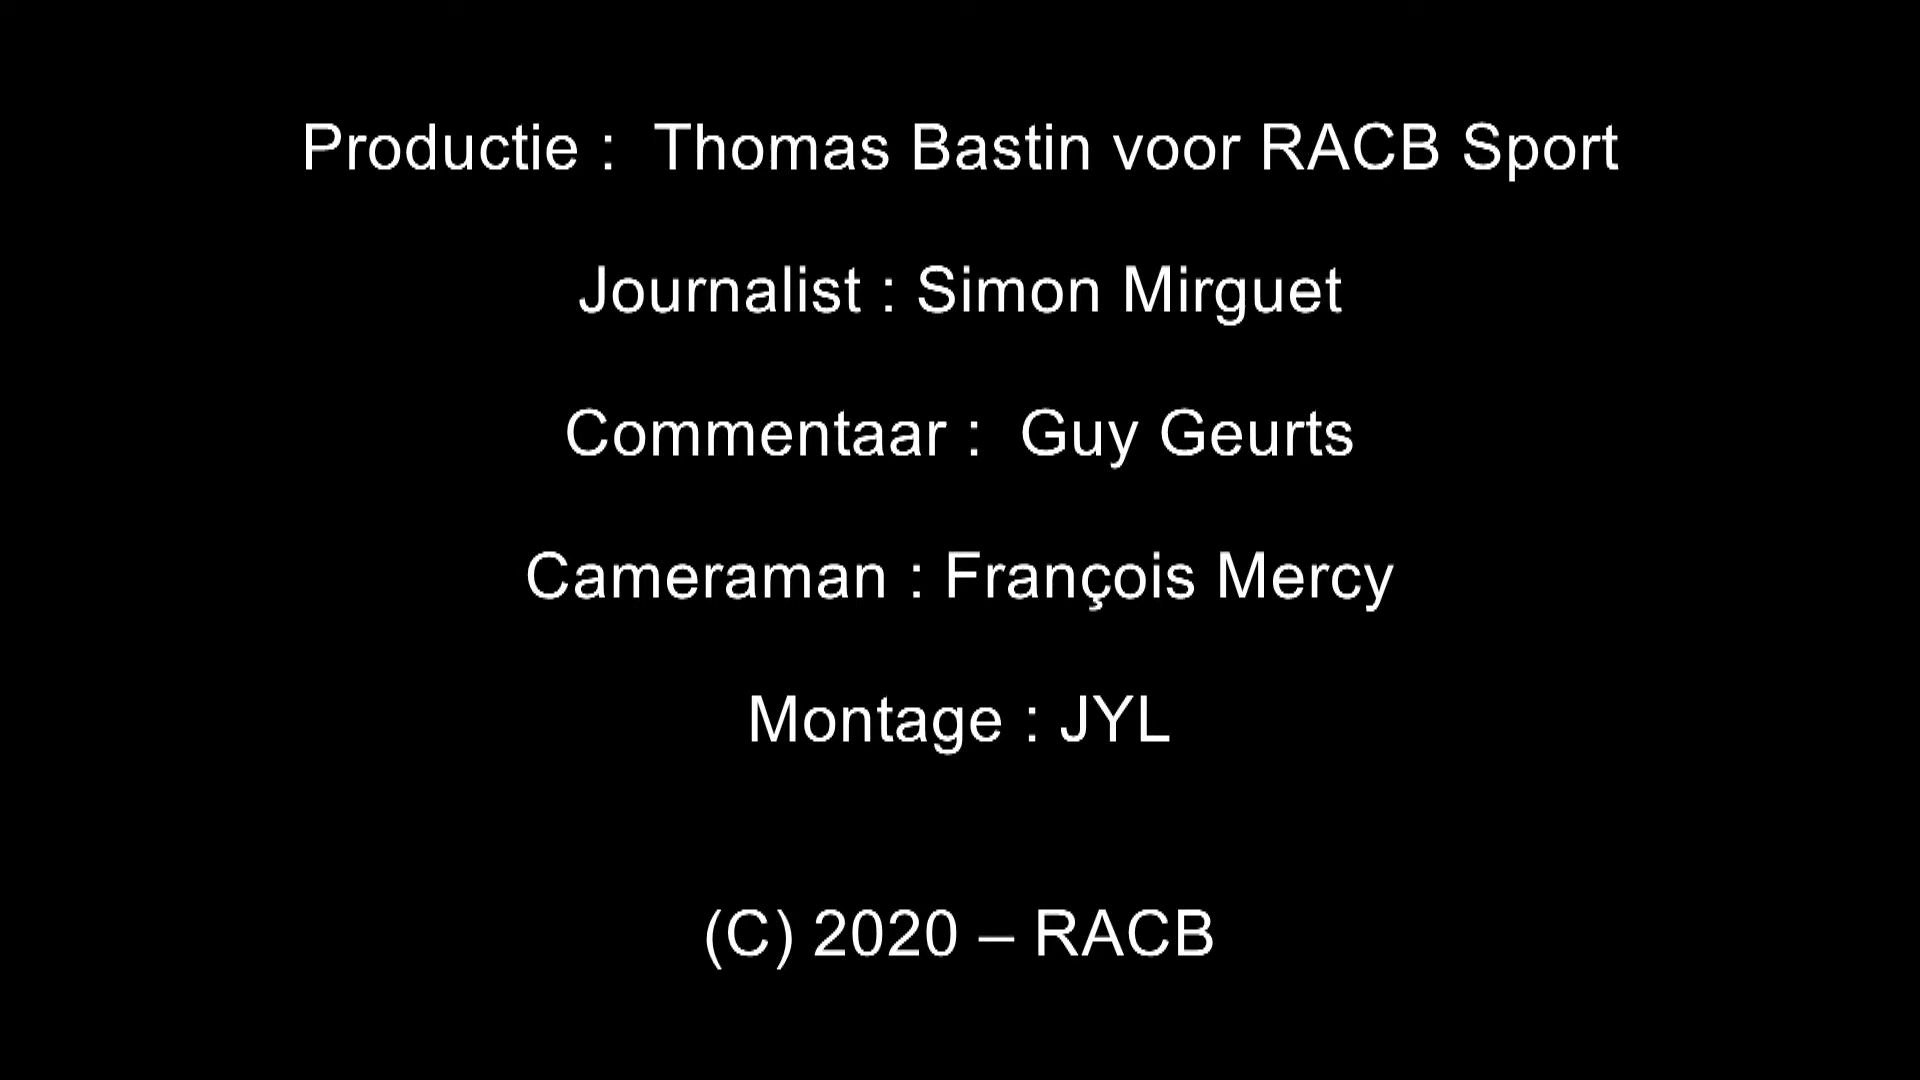 Productie :  Thomas Bastin voor RACB Sport
Journalist : Simon Mirguet
Commentaar :  Guy Geurts
Cameraman : François Mercy
Montage : JYL
(C) 2020 – RACB